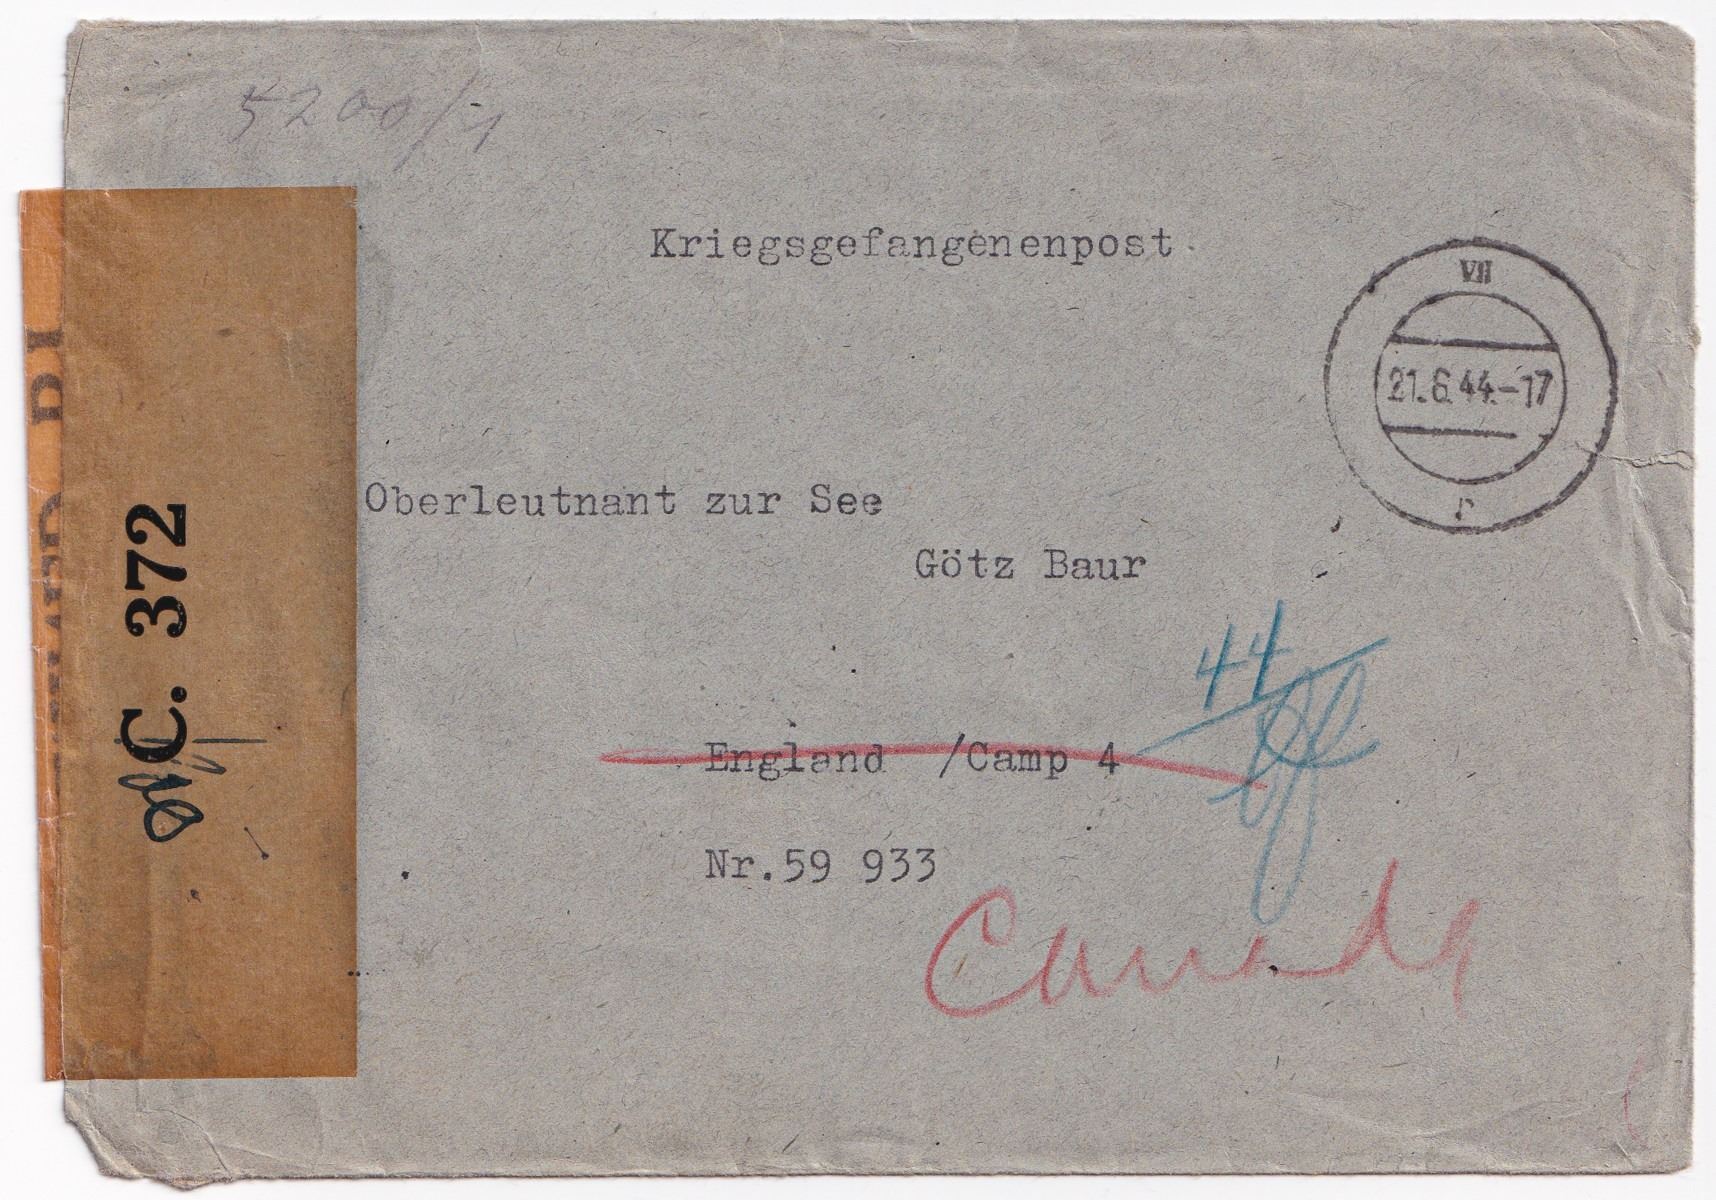 5200/1
Kriegsgefangenenpost
VII
21.6.44.-17
r
Oberleutnant zur See
Götz Baur
44
England /Camp 4
Nr.59 933
Canada
C. 372